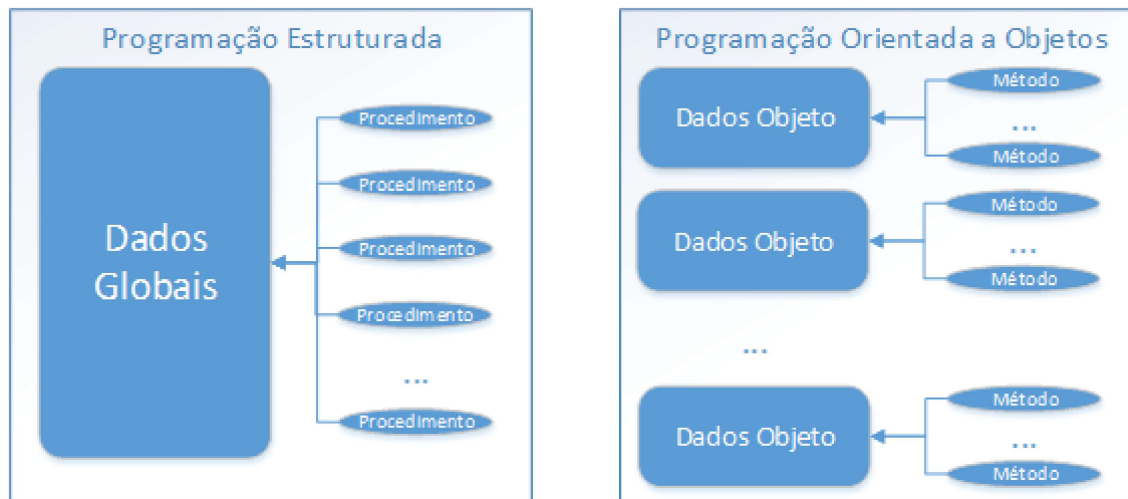 Programação Estruturada
Dados
Globais
Procedimento
Procedimento
Procedimento
Procedimento
...
Procedimento
Programação Orientada a Objetos
Dados Objeto
Método
...
Método
Dados Objeto
Método
...
Método
...
Dados Objeto
Método
...
Método